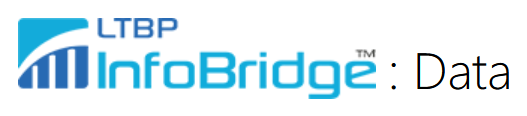 LTBP
InfoBridge™ : Data